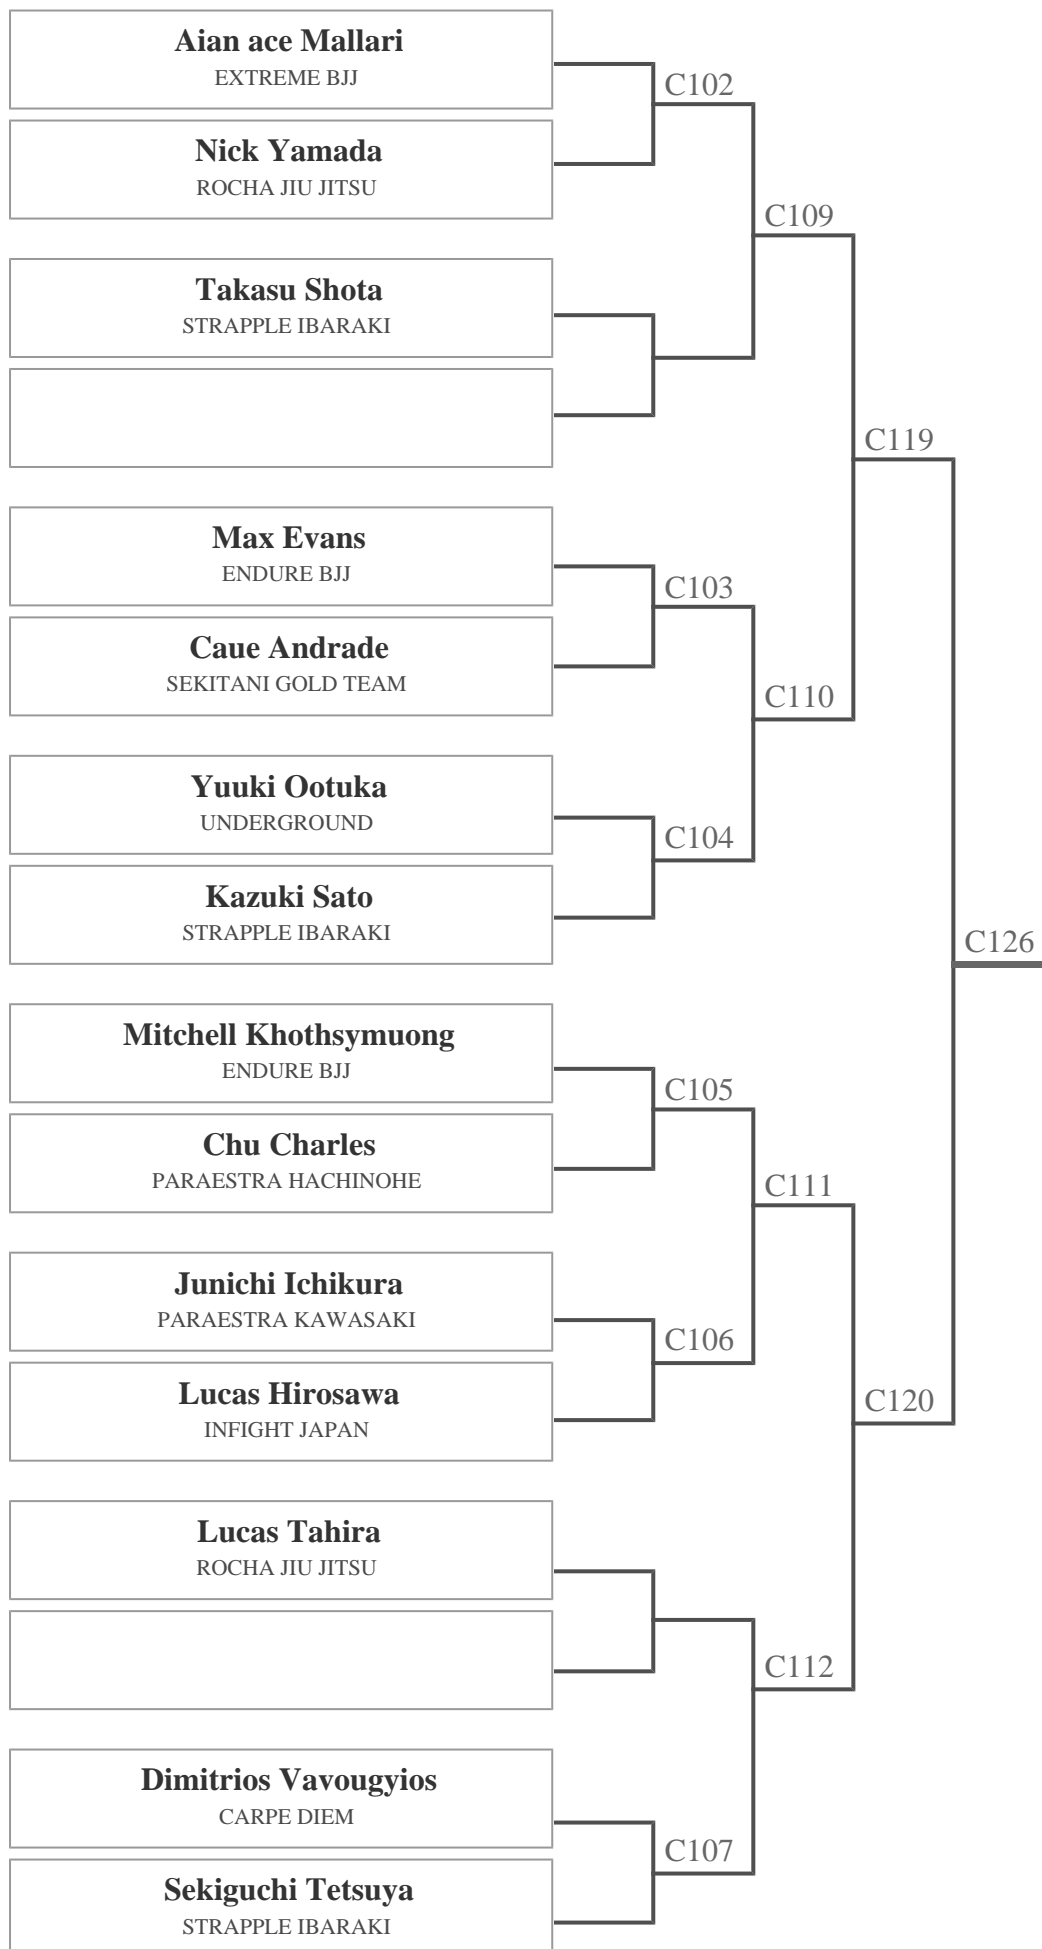 Aian ace Mallari
EXTREME BJJ
C102
Nick Yamada
ROCHA JIU JITSU
C109
Takasu Shota
STRAPPLE IBARAKI
C119
Max Evans
ENDURE BJJ
C103
Caue Andrade
SEKITANI GOLD TEAM
C110
Yuuki Ootuka
UNDERGROUND
C104
Kazuki Sato
STRAPPLE IBARAKI
C126
Mitchell Khothsymuong
ENDURE BJJ
C105
Chu Charles
PARAESTRA HACHINOHE
C111
Junichi Ichikura
PARAESTRA KAWASAKI
C106
Lucas Hirosawa
INFIGHT JAPAN
C120
Lucas Tahira
ROCHA JIU JITSU
C112
Dimitrios Vavougyios
CARPE DIEM
C107
Sekiguchi Tetsuya
STRAPPLE IBARAKI